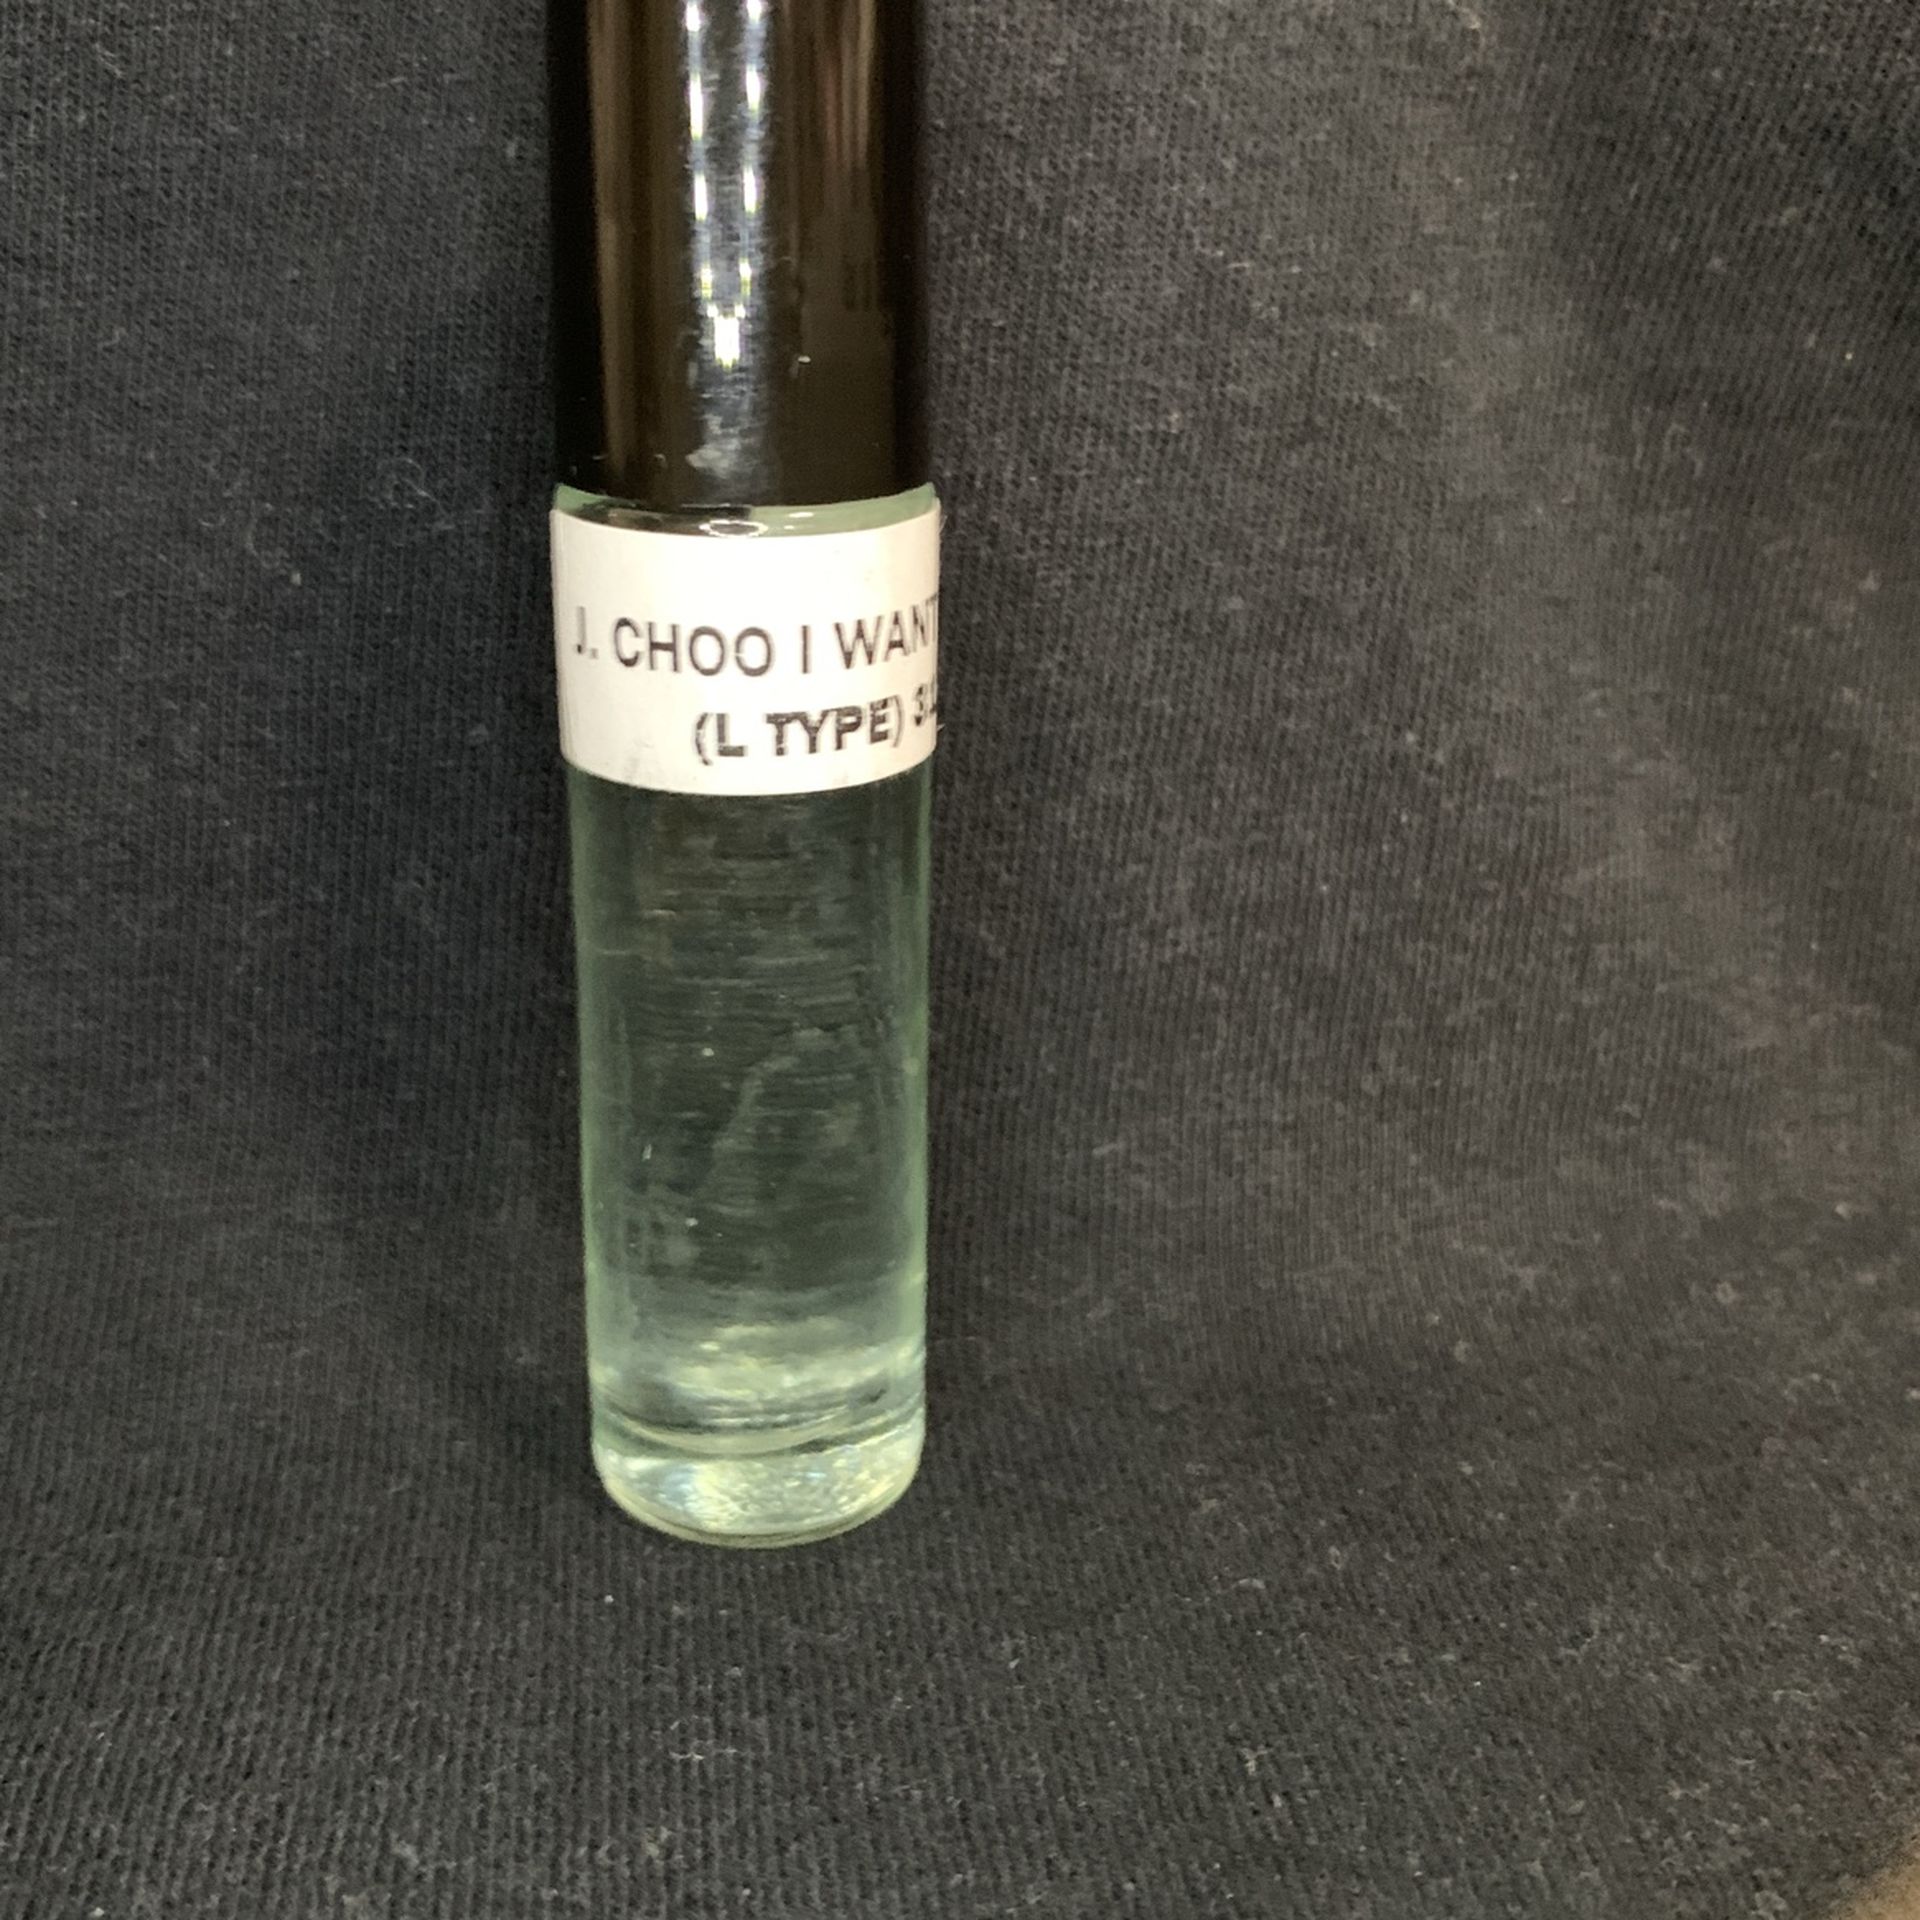 J. CHOO I WANT
(L TYPE)